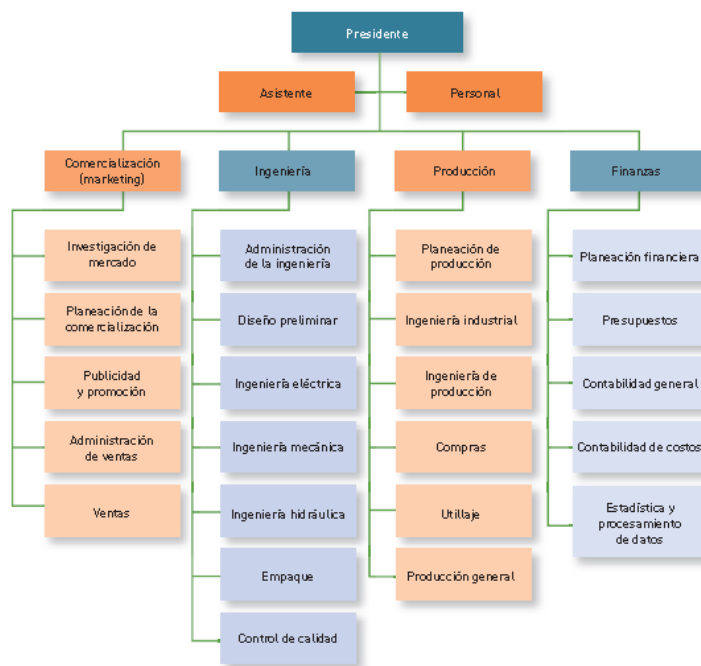 Presidente
Asistente
Personal
Comercialización
(marketing)
Ingeniería
Producción
Finanzas
Investigación de
mercado
Planeación de la
comercialización
Publicidad
y promoción
Administración
de ventas
Ventas
Administración
de la ingeniería
Diseño preliminar
Ingeniería eléctrica
Ingeniería mecánica
Ingeniería hidráulica
Empaque
Control de calidad
Planeación de
producción
Ingeniería industrial
Ingeniería de
producción
Compras
Utillaje
Producción general
Planeación financiera
Presupuestos
Contabilidad general
Contabilidad de costos
Estadística y
procesamiento
de datos